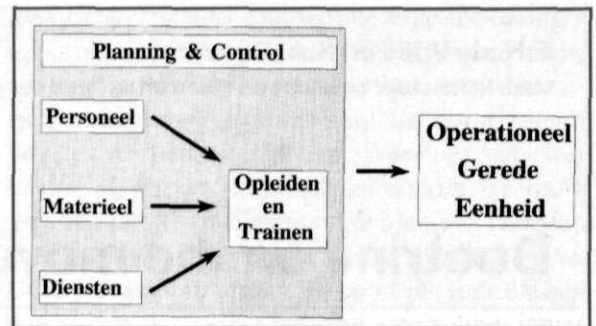 Planning & Control
Personeel
Materieel
Diensten
Opleiden
en
Trainen
Operationeel
Gerede
Eenheid